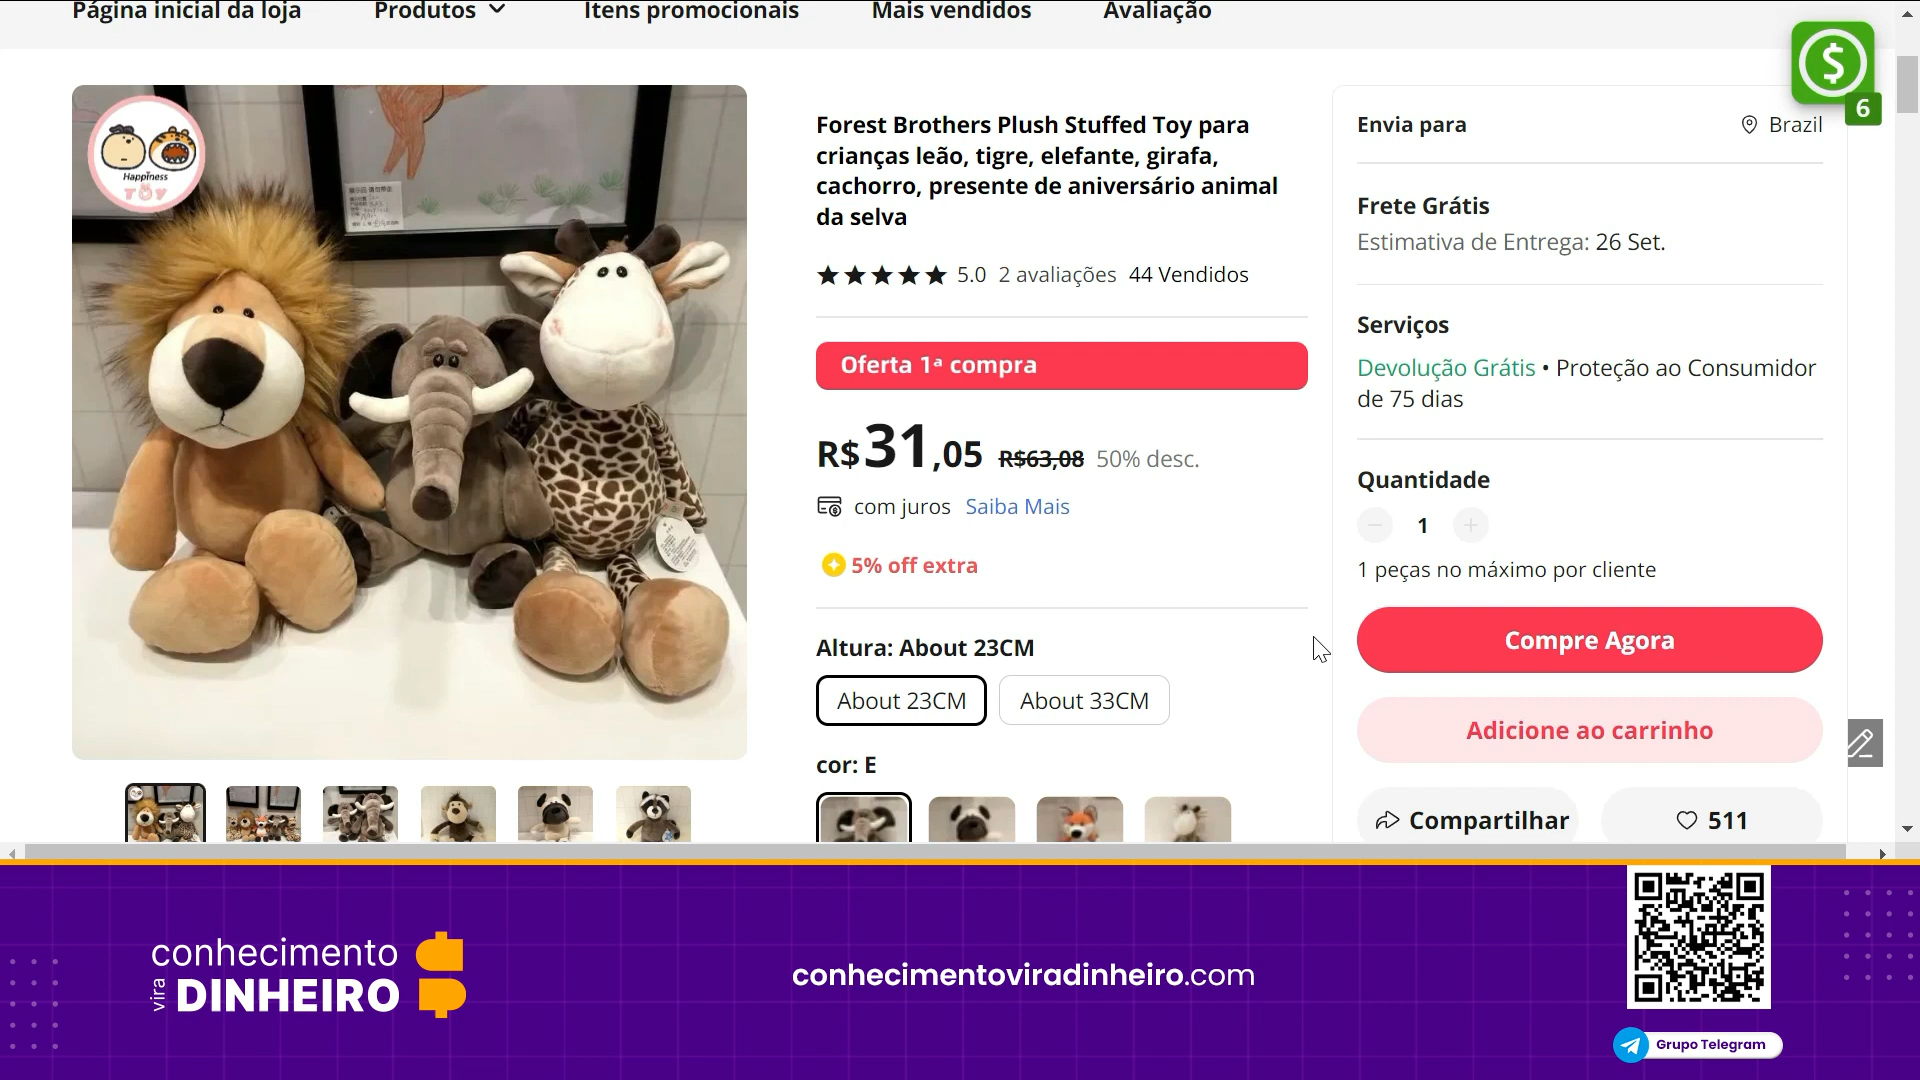 Página inicial da loja
Produtos
Itens promocionais
Mais vendidos
Avaliação
6
Happiness
TOY
Forest Brothers Plush Stuffed Toy para
crianças leão, tigre, elefante, girafa,
cachorro, presente de aniversário animal
da selva
5.0 2 avaliações 44 Vendidos
Oferta 1ª compra
R$31,05 R$63,08 50% desc.
com juros Saiba Mais
5% off extra
Altura: About 23CM
About 23CM
About 33CM
cor: E
Envia para
Brazil
Frete Grátis
Estimativa de Entrega: 26 Set.
Serviços
Devolução Grátis • Proteção ao Consumidor
de 75 dias
Quantidade
1
1 peças no máximo por cliente
Compre Agora
Adicione ao carrinho
Compartilhar
511
conhecimento
vira DINHEIRO
conhecimentoviradinheiro.com
Grupo Telegram